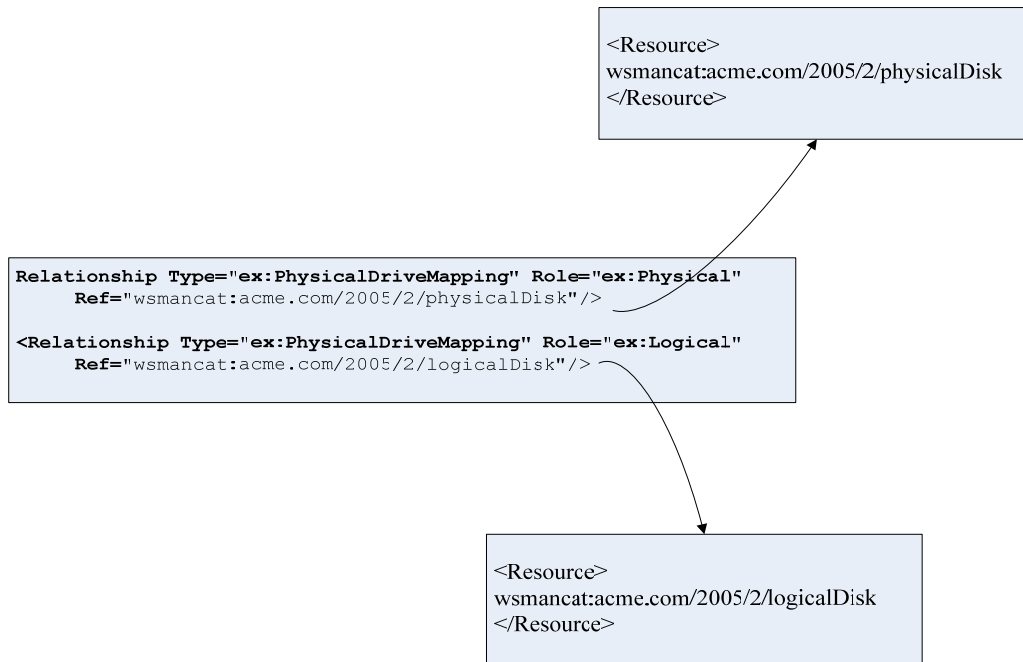 <Resource>
wsmancat:acme.com/2005/2/physicalDisk
</Resource>
Relationship Type="ex:PhysicalDriveMapping" Role="ex:Physical"
Ref="wsmancat:acme.com/2005/2/physicalDisk"/>
<Relationship Type="ex:PhysicalDriveMapping" Role="ex:Logical"
Ref="wsmancat:acme.com/2005/2/logicalDisk"/>
<Resource>
wsmancat:acme.com/2005/2/logicalDisk
</Resource>